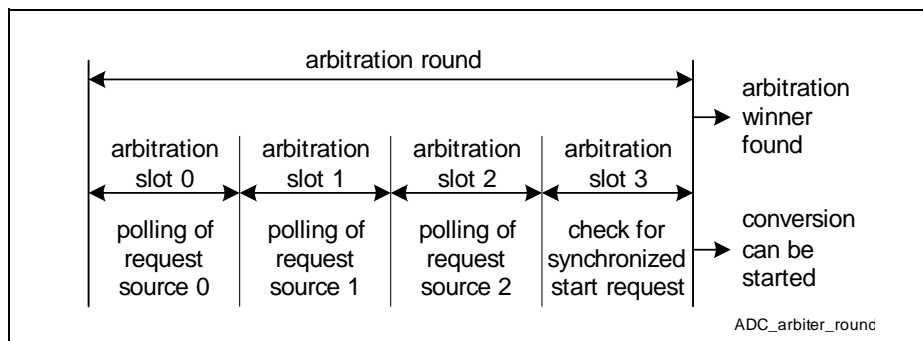 arbitration round
arbitration
winner
found
arbitration
slot 0
arbitration
slot 1
arbitration
slot 2
arbitration
slot 3
polling of
request
source 0
polling of
request
source 1
polling of
request
source 2
check for
synchronized
start request
conversion
can be
started
ADC_arbiter_round